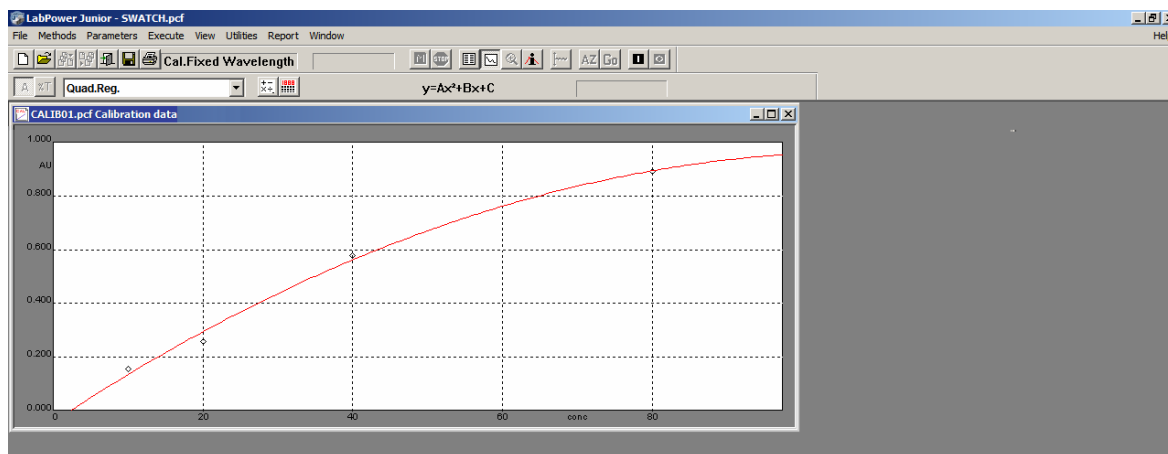 LabPower Junior - SWATCH.pcf
File Methods Parameters Execute View Utilities Report Window Hel
Cal.Fixed Wavelength AZ Go
A %T Quad.Reg. y=Ax²+Bx+C
CALIB01.pcf Calibration data
1.000
AU
0.800
0.600
0.400
0.200
0.000
0 20 40 60 conc 80